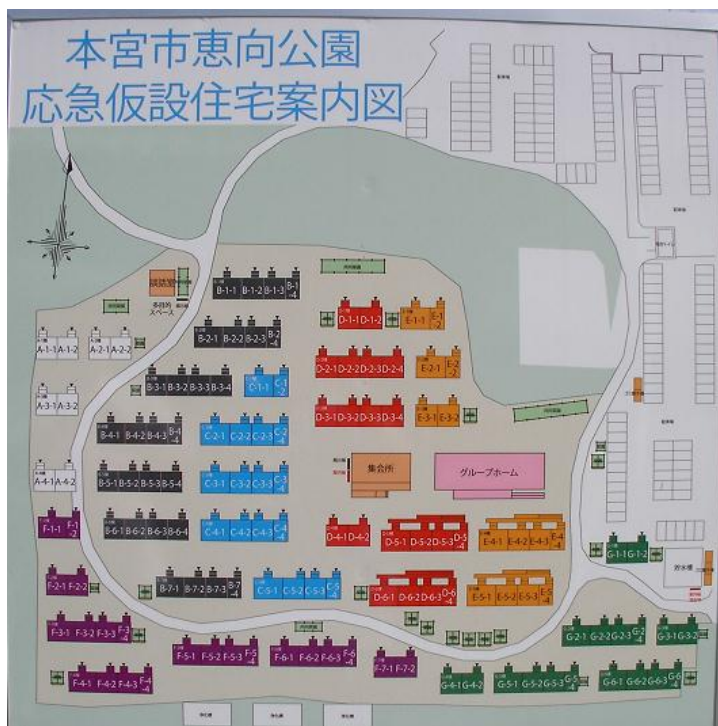 本宮市恵向公園
応急仮設住宅案内図
駐車場
談話室
多目的
スペース
B-1-1 B-1-2 B-1-3 B-1-4
D-1-1 D-1-2
E-1-1 E-1-2
B-2-1 B-2-2 B-2-3 B-2-4
A-1-1 A-1-2
A-2-1 A-2-2
D-2-1 D-2-2 D-2-3 D-2-4
E-2-1 E-2-2
B-3-1 B-3-2 B-3-3 B-3-4
C-1-1 C-1-2
A-3-1 A-3-2
D-3-1 D-3-2 D-3-3 D-3-4
E-3-1 E-3-2
B-4-1 B-4-2 B-4-3 B-4-4
C-2-1 C-2-2 C-2-3 C-2-4
A-4-1 A-4-2
B-5-1 B-5-2 B-5-3 B-5-4
C-3-1 C-3-2 C-3-3 C-3-4
集会所
グループホーム
F-1-1 F-1-2
B-6-1 B-6-2 B-6-3 B-6-4
C-4-1 C-4-2 C-4-3 C-4-4
D-4-1 D-4-2
D-5-1 D-5-2 D-5-3 D-5-4
E-4-1 E-4-2 E-4-3 E-4-4
G-1-1 G-1-2
貯水槽
F-2-1 F-2-2
B-7-1 B-7-2 B-7-3 B-7-4
C-5-1 C-5-2 C-5-3 C-5-4
D-6-1 D-6-2 D-6-3 D-6-4
E-5-1 E-5-2 E-5-3 E-5-4
F-3-1 F-3-2 F-3-3 F-3-4
F-5-1 F-5-2 F-5-3 F-5-4
F-6-1 F-6-2 F-6-3 F-6-4
F-7-1 F-7-2
G-2-1 G-2-2 G-2-3 G-2-4
G-3-1 G-3-2
F-4-1 F-4-2 F-4-3 F-4-4
G-4-1 G-4-2
G-5-1 G-5-2 G-5-3 G-5-4
G-6-1 G-6-2 G-6-3 G-6-4
浄化槽
浄化槽
浄化槽